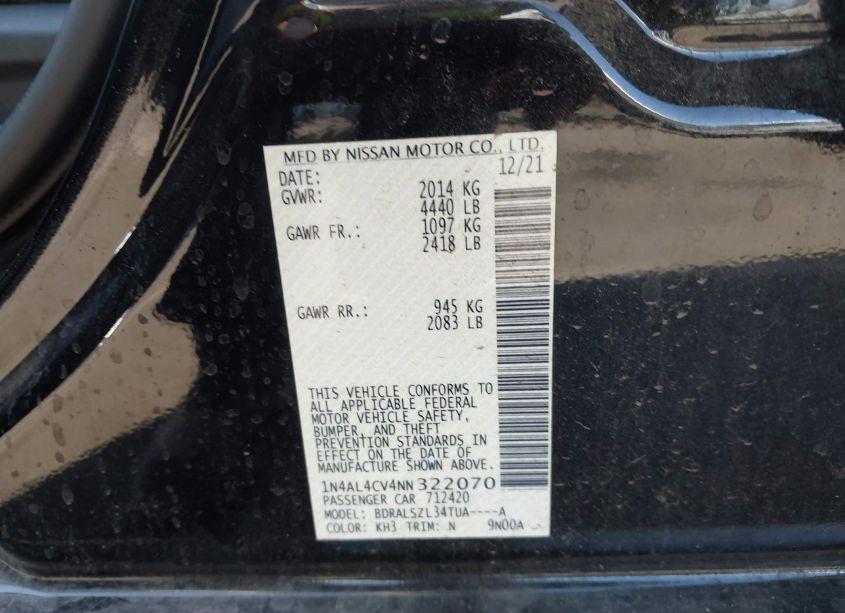 MFD BY NISSAN MOTOR CO., LTD.
DATE: 12/21
GVWR: 2014 KG
4440 LB
GAWR FR.: 1097 KG
2418 LB
GAWR RR.: 945 KG
2083 LB
THIS VEHICLE CONFORMS TO
ALL APPLICABLE FEDERAL
MOTOR VEHICLE SAFETY,
BUMPER, AND THEFT
PREVENTION STANDARDS IN
EFFECT ON THE DATE OF
MANUFACTURE SHOWN ABOVE.
1N4AL4CV4NN322070
PASSENGER CAR 712420
MODEL: BDRALSZL34TUA----A
COLOR: KH3 TRIM: N 9N00A